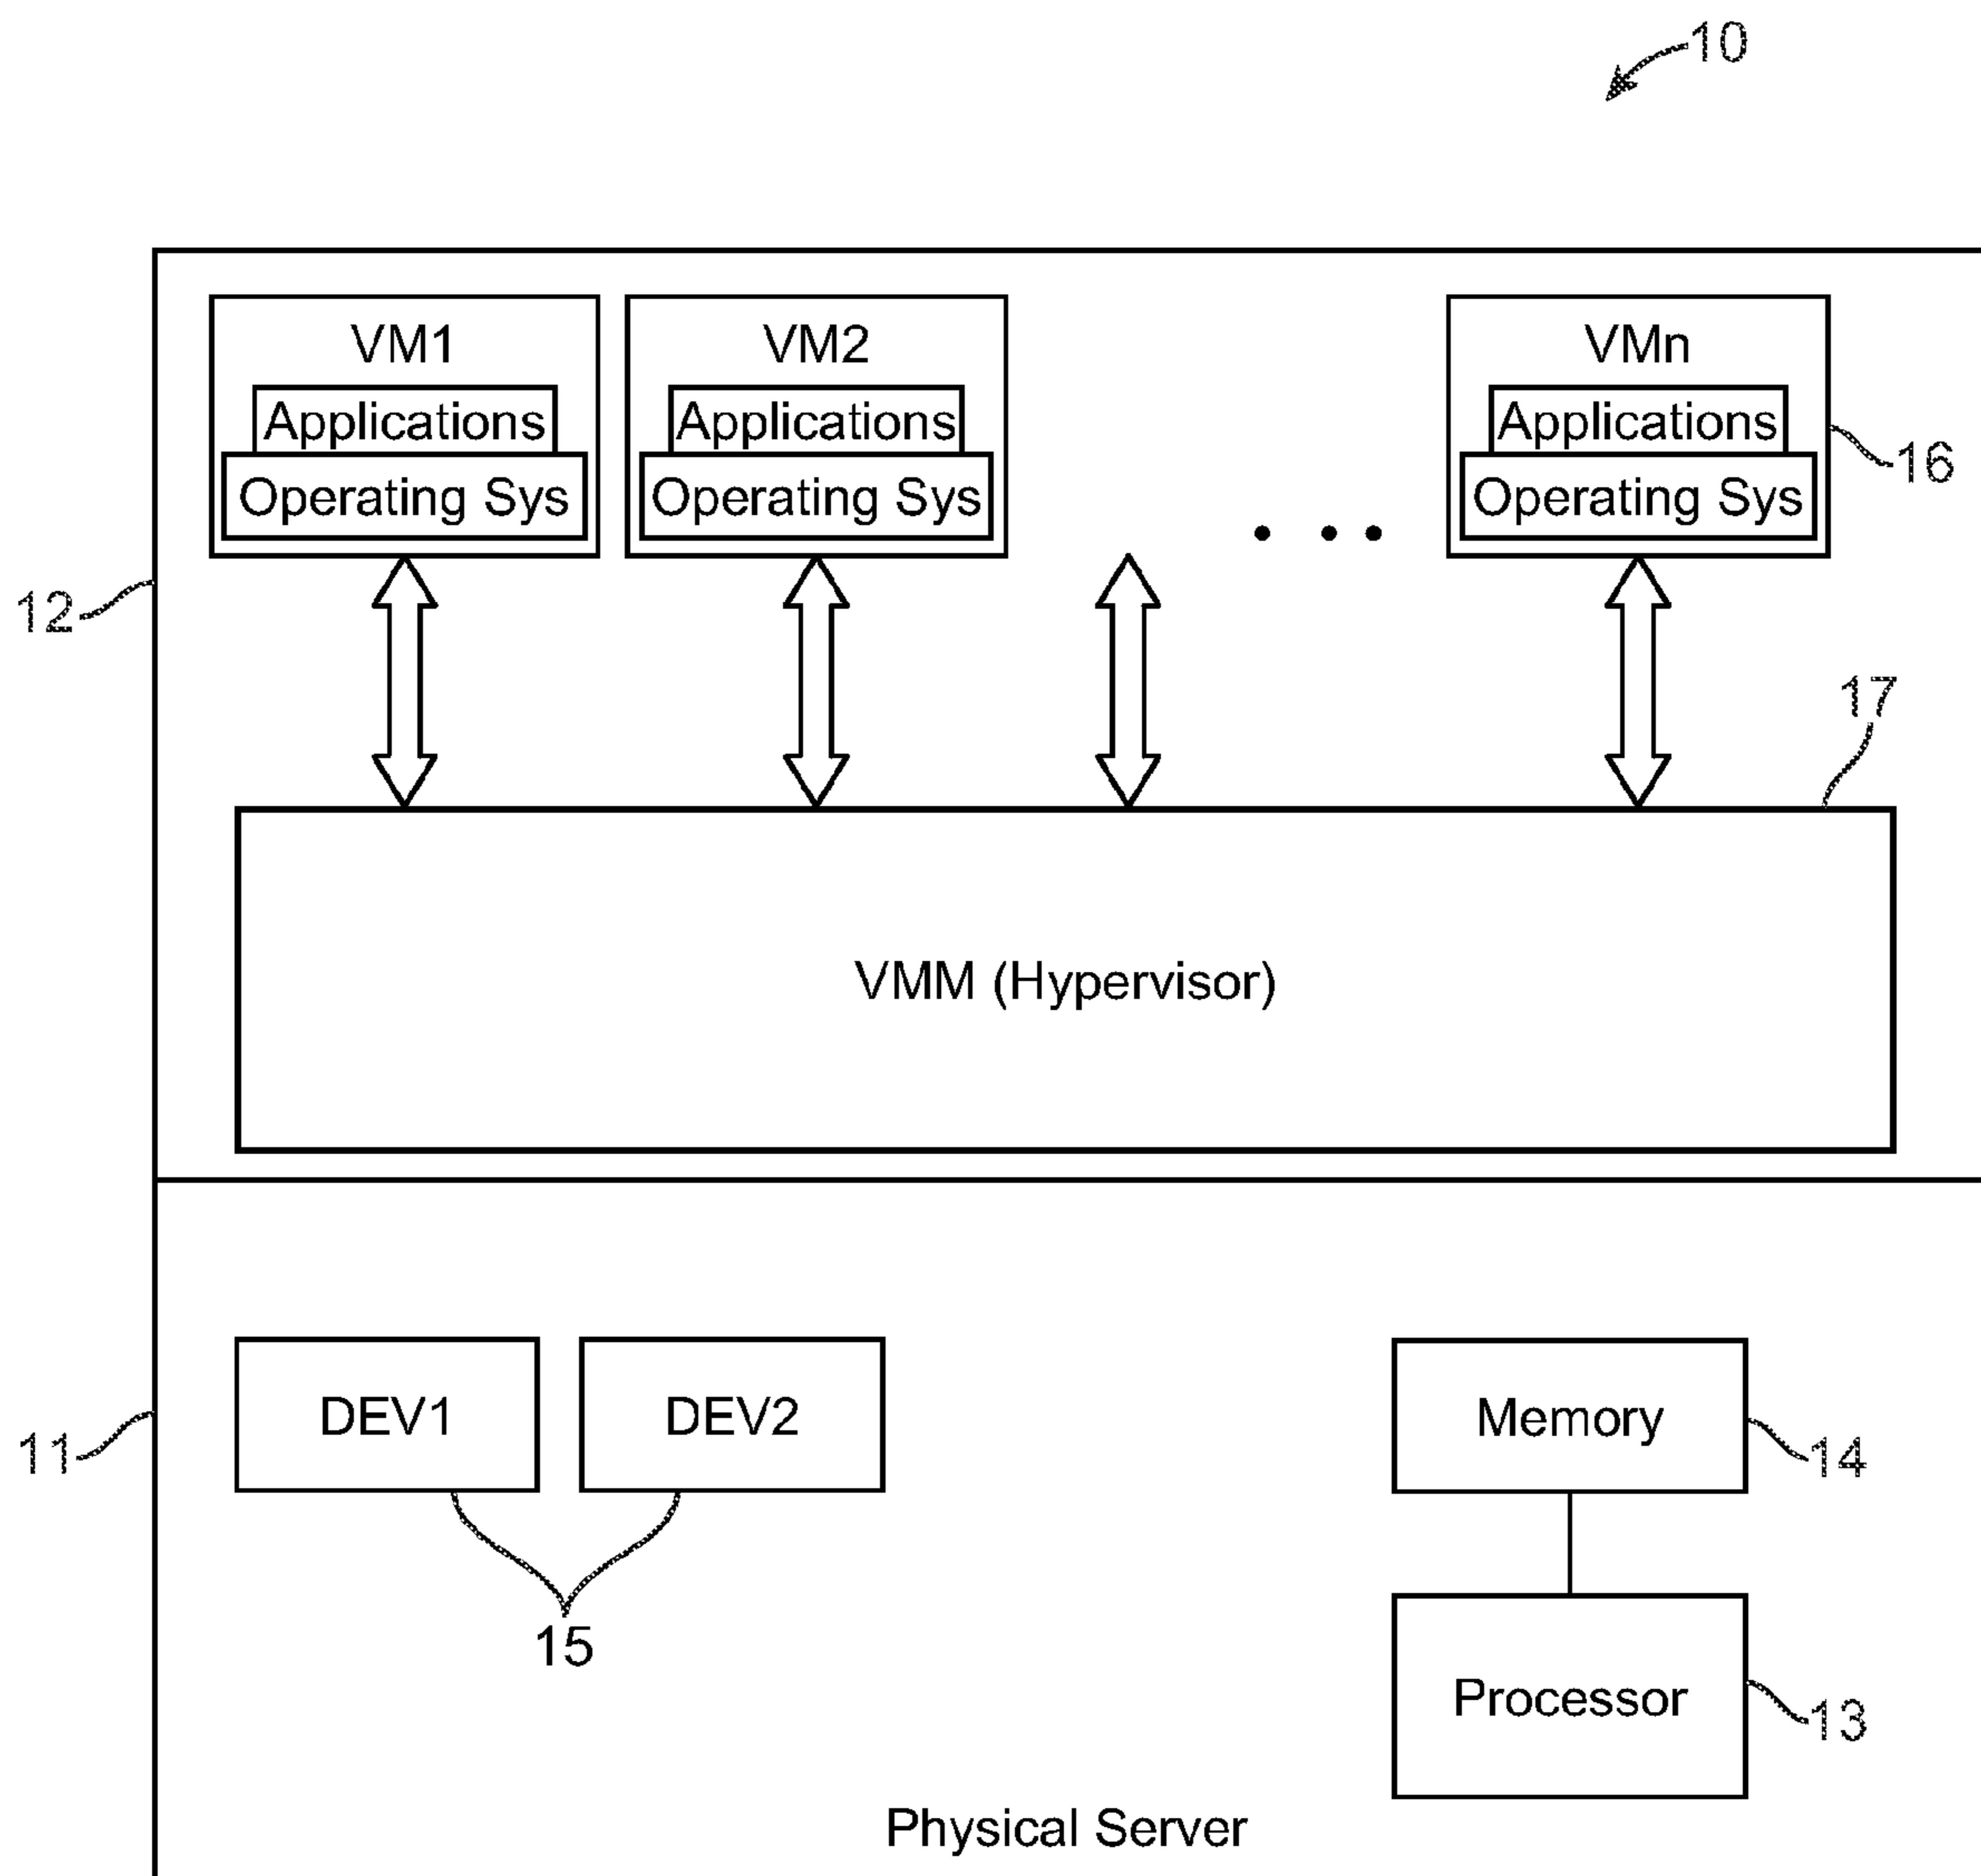 10
VM1
VM2
VMn
Applications
Applications
Applications
16
Operating Sys
Operating Sys
Operating Sys
12
17
VMM (Hypervisor)
DEV1
DEV2
Memory
11
14
15
Processor
13
Physical Server